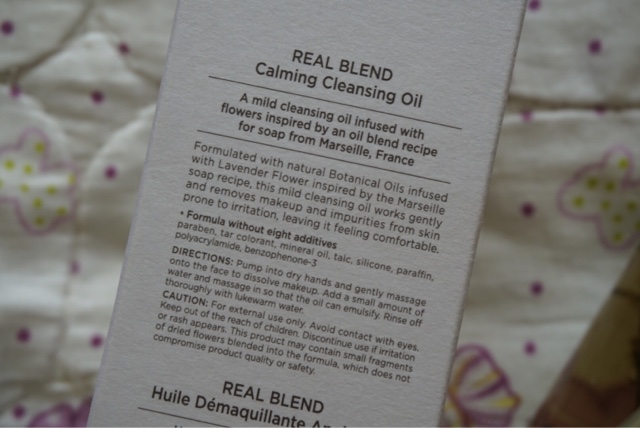 REAL BLEND
Calming Cleansing Oil
A mild cleansing oil infused with
flowers inspired by an oil blend recipe
for soap from Marseille, France
Formulated with natural Botanical Oils infused
with Lavender Flower inspired by the Marseille
soap recipe, this mild cleansing oil works gently
and removes makeup and impurities from skin
prone to irritation, leaving it feeling comfortable.
• Formula without eight additives
paraben, tar colorant, mineral oil, talc, silicone, paraffin,
polyacrylamide, benzophenone-3
DIRECTIONS: Pump into dry hands and gently massage
onto the face to dissolve makeup. Add a small amount of
water and massage in so that the oil can emulsify. Rinse off
thoroughly with lukewarm water.
CAUTION: For external use only. Avoid contact with eyes.
Keep out of the reach of children. Discontinue use if irritation
or rash appears. This product may contain small fragments
of dried flowers blended into the formula, which does not
compromise product quality or safety.
REAL BLEND
Huile Démaquillante